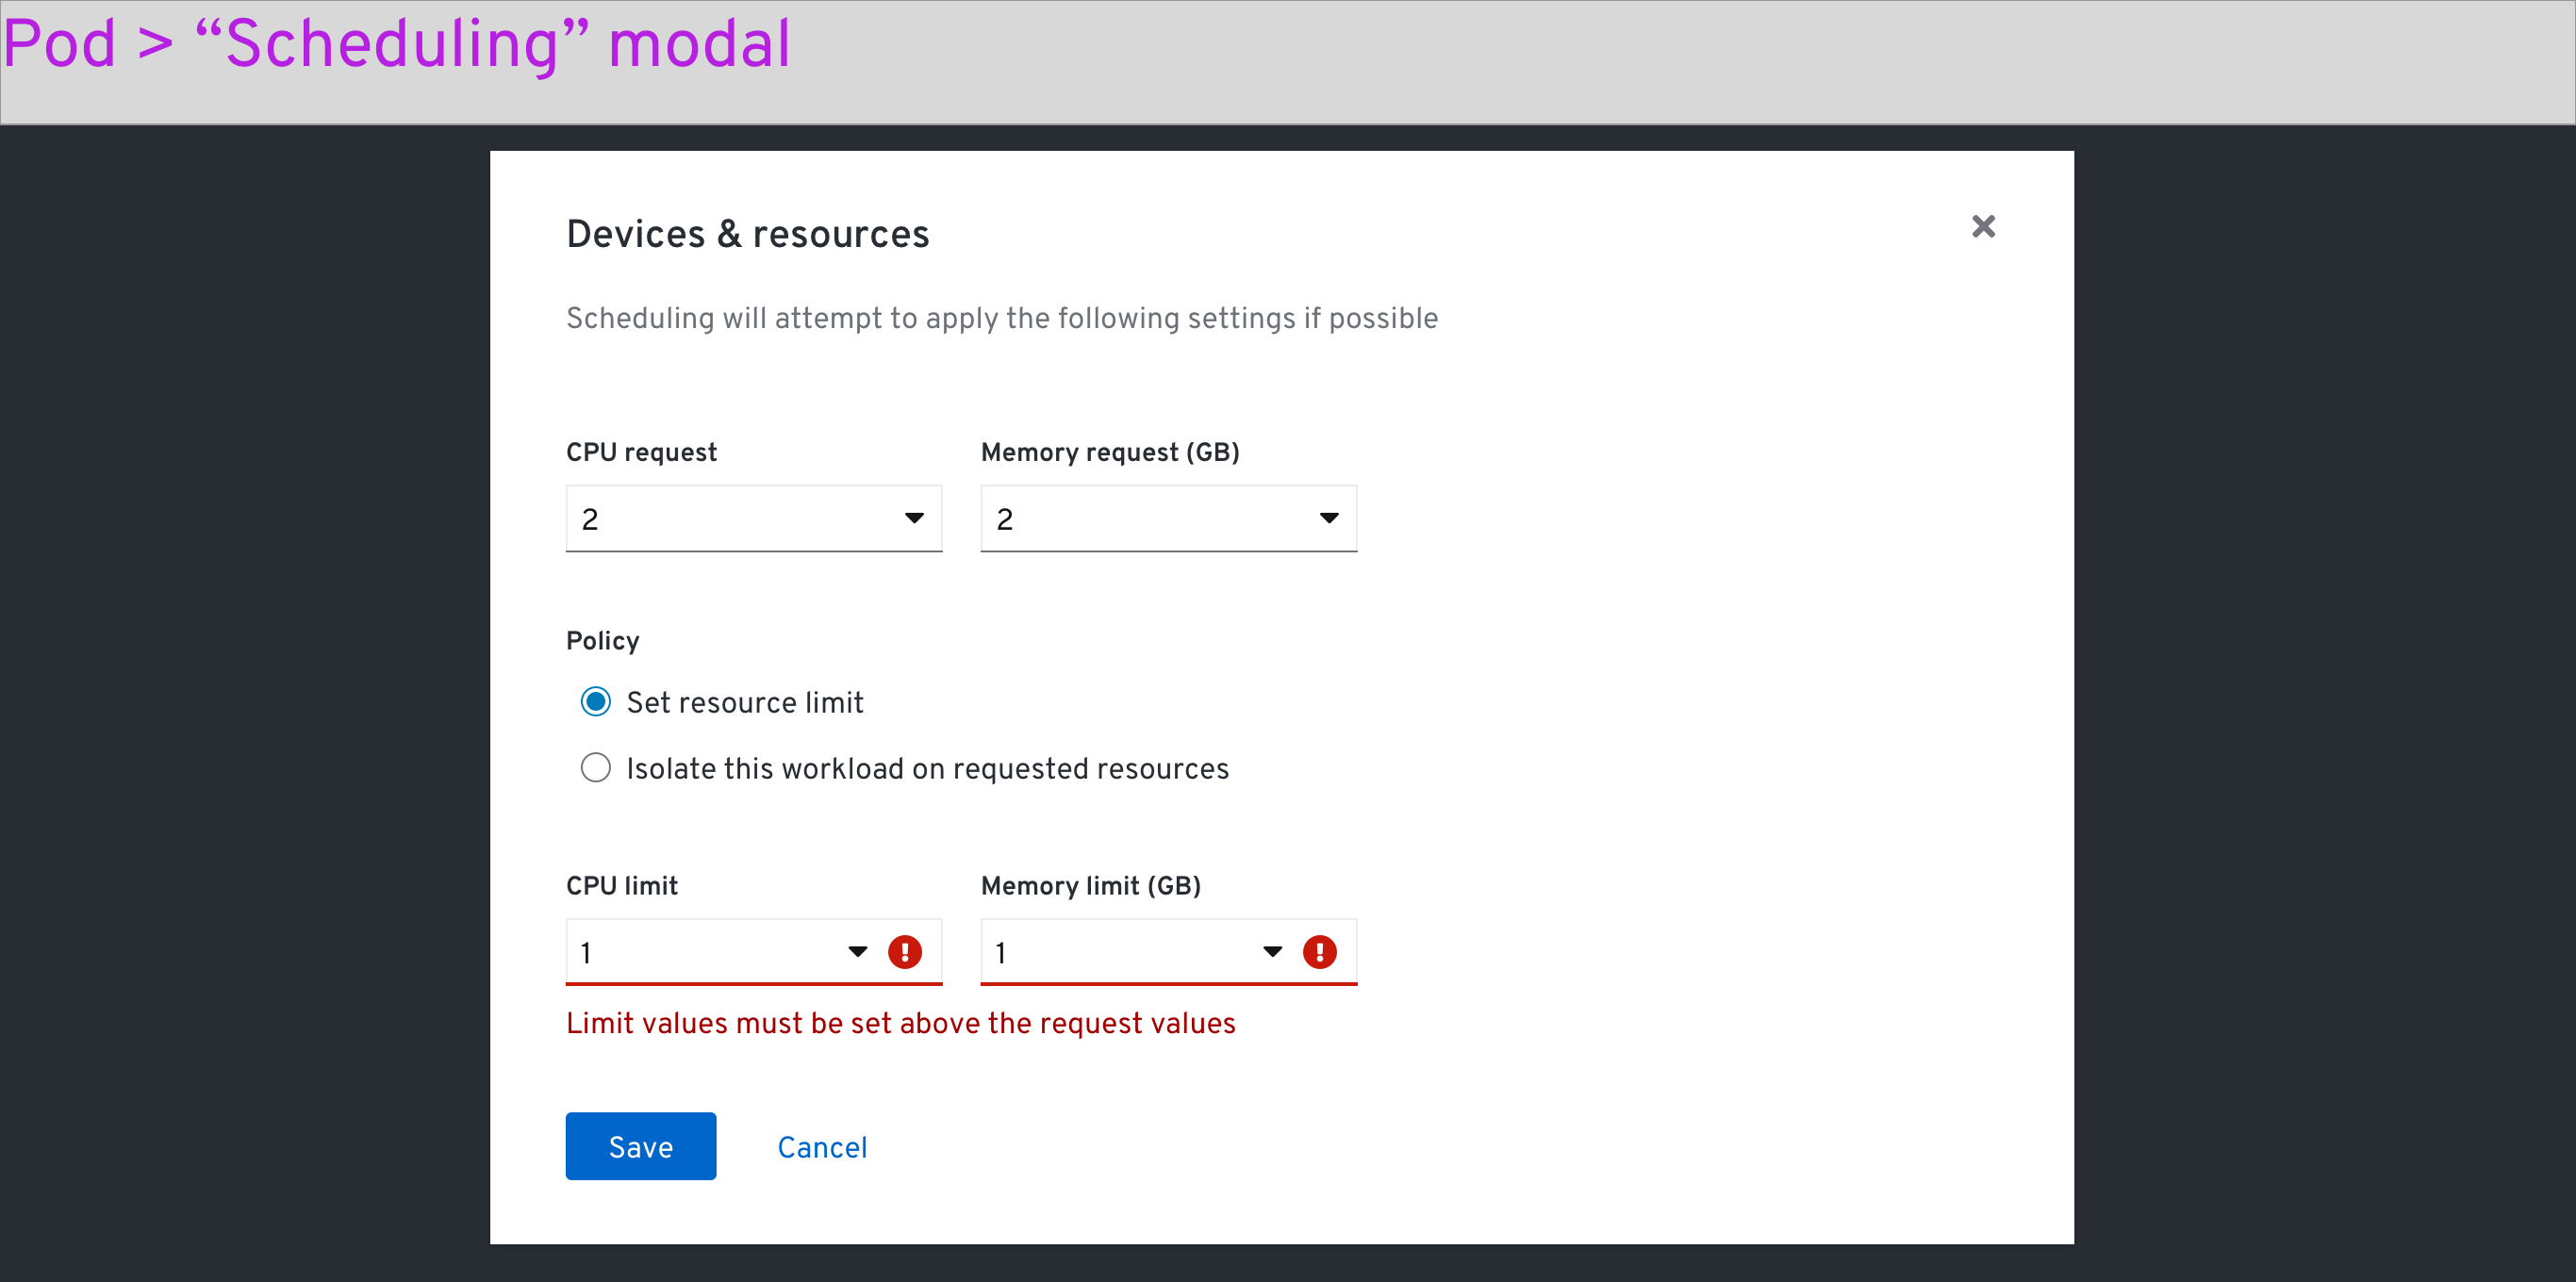 Pod > “Scheduling” modal
Devices & resources
Scheduling will attempt to apply the following settings if possible
CPU request
Memory request (GB)
2
2
Policy
Set resource limit
Isolate this workload on requested resources
CPU limit
Memory limit (GB)
1
1
Limit values must be set above the request values
Save
Cancel